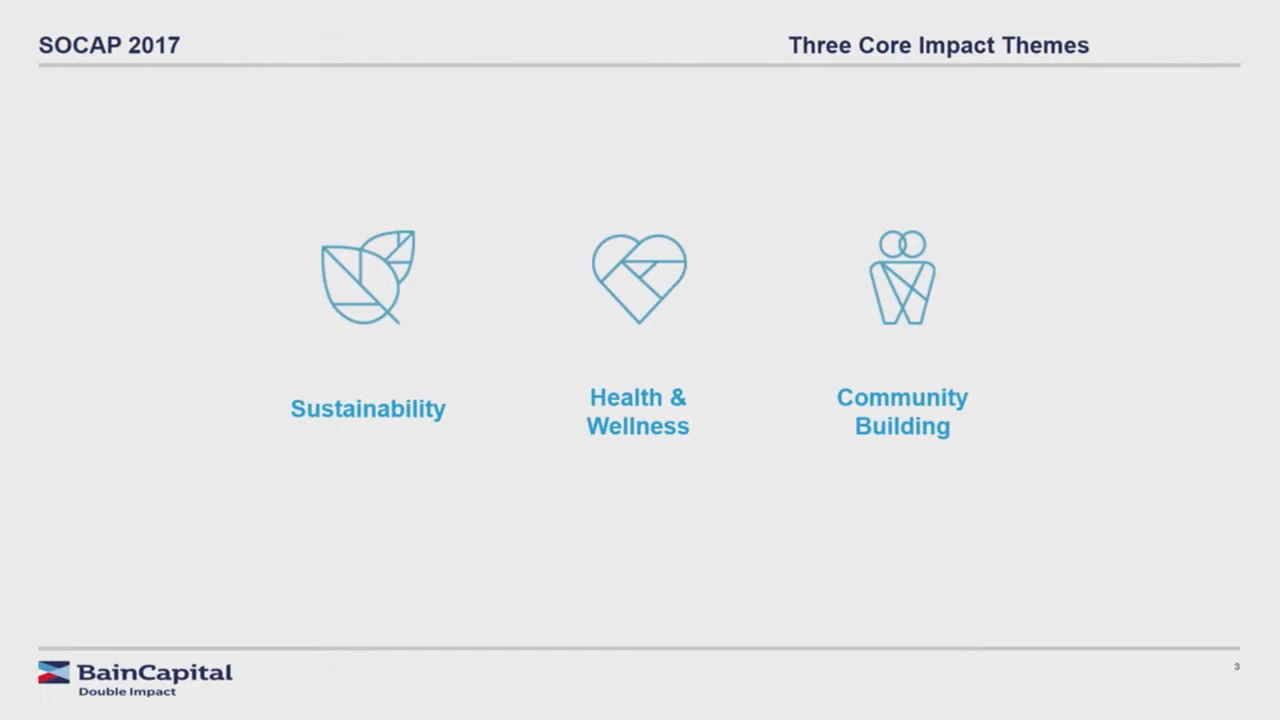 SOCAP 2017
Three Core Impact Themes
Sustainability
Health &
Wellness
Community
Building
BainCapital
Double Impact
3